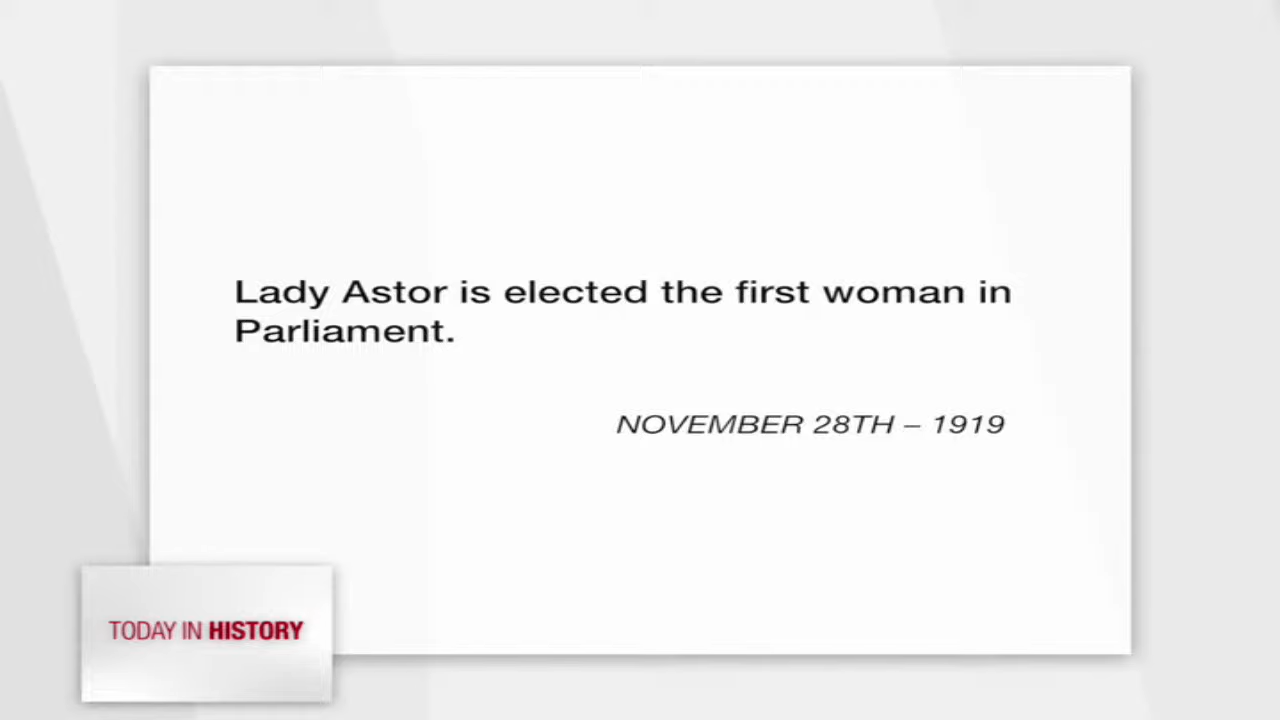 Lady Astor is elected the first woman in
Parliament.
NOVEMBER 28TH – 1919
TODAY IN HISTORY